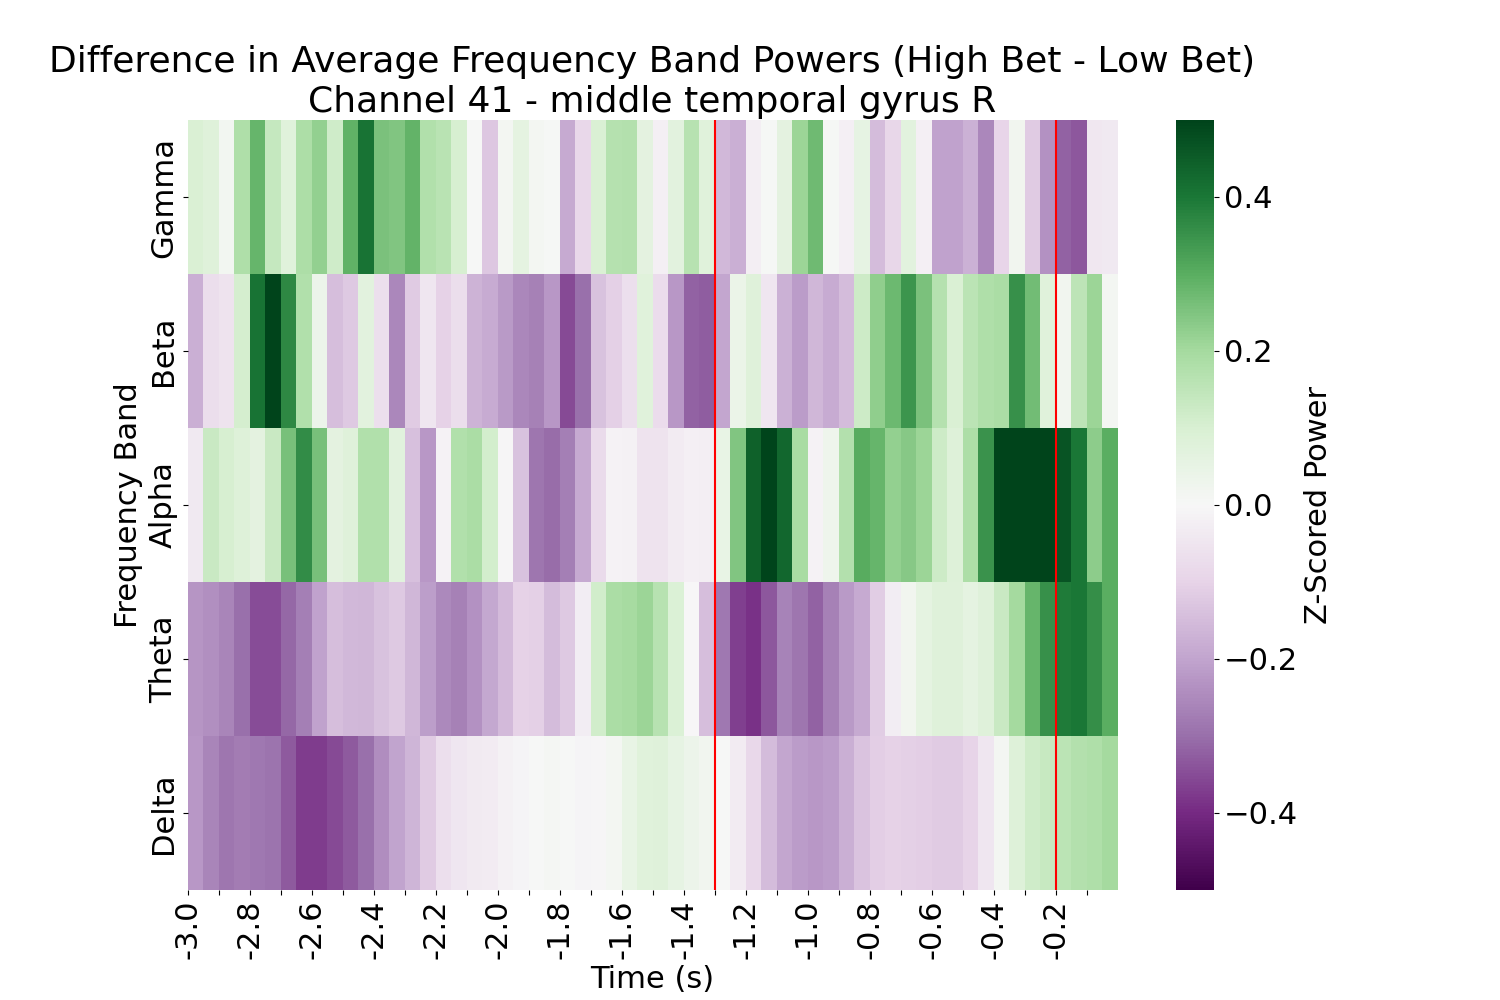 Difference in Average Frequency Band Powers (High Bet - Low Bet)
Channel 41 - middle temporal gyrus R
Frequency Band
Gamma
Beta
Alpha
Theta
Delta
-3.0
-2.8
-2.6
-2.4
-2.2
-2.0
-1.8
-1.6
-1.4
-1.2
-1.0
-0.8
-0.6
-0.4
-0.2
Time (s)
0.4
0.2
0.0
−0.2
−0.4
Z-Scored Power